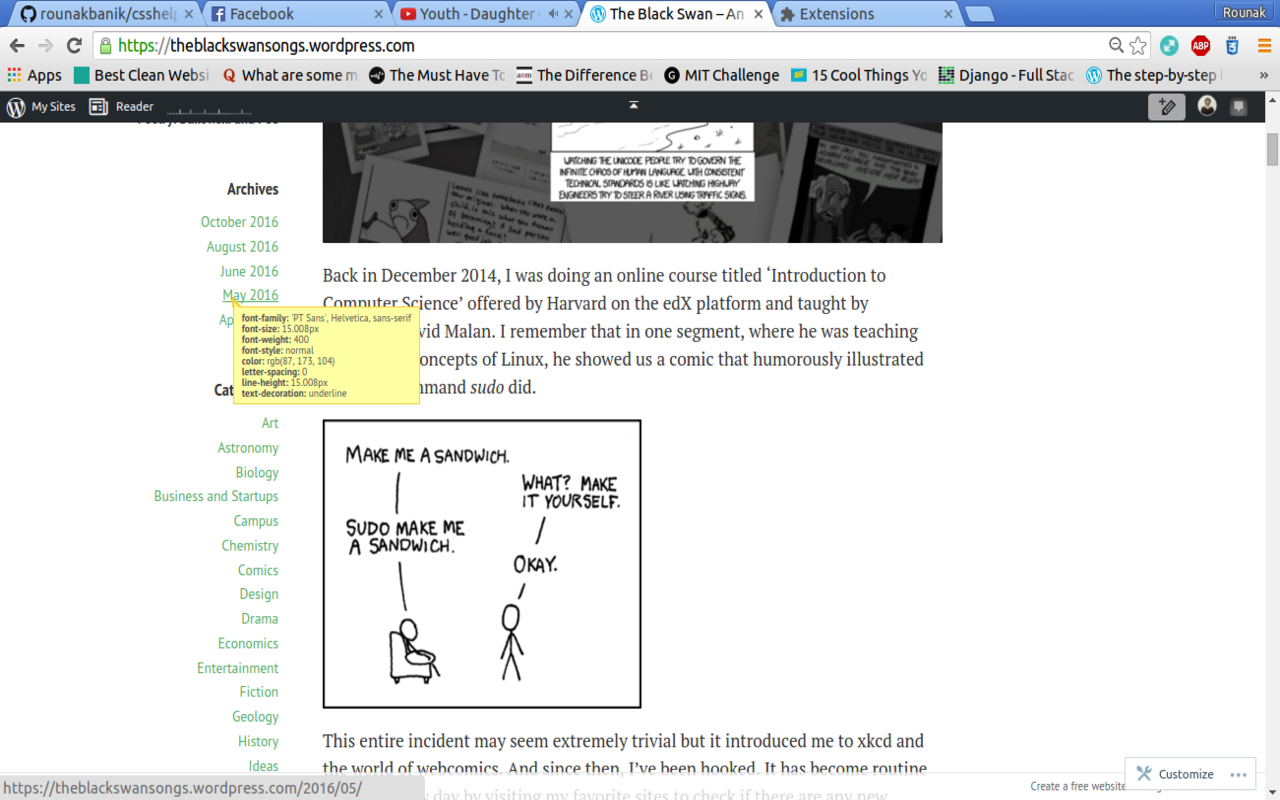 rounakbanik/csshelp
Facebook
Youth - Daughter
The Black Swan – An
Extensions
Rounak
https://theblackswansongs.wordpress.com
ABP
Apps
Best Clean Websi
What are some m
The Must Have To
The Difference Be
MIT Challenge
15 Cool Things Yo
Django - Full Stac
The step-by-step
»
My Sites
Reader
WATCHING THE UNICODE PEOPLE TRY TO GOVERN THE
INFINITE CHAOS OF HUMAN LANGUAGE WITH CONSISTENT
TECHNICAL STANDARDS IS LIKE WATCHING HIGHWAY
ENGINEERS TRY TO STEER A RIVER USING TRAFFIC SIGNS.
Archives
October 2016
August 2016
June 2016
May 2016
Ap
font-family: 'PT Sans', Helvetica, sans-serif
font-size: 15.008px
font-weight: 400
font-style: normal
color: rgb(87, 173, 104)
letter-spacing: 0
line-height: 15.008px
text-decoration: underline
Cat
Art
Astronomy
Biology
Business and Startups
Campus
Chemistry
Comics
Design
Drama
Economics
Entertainment
Fiction
Geology
History
Ideas
Back in December 2014, I was doing an online course titled ‘Introduction to
Computer Science’ offered by Harvard on the edX platform and taught by
vid Malan. I remember that in one segment, where he was teaching
oncepts of Linux, he showed us a comic that humorously illustrated
mmand sudo did.
MAKE ME A SANDWICH.
WHAT? MAKE
IT YOURSELF.
SUDO MAKE ME
A SANDWICH.
OKAY.
This entire incident may seem extremely trivial but it introduced me to xkcd and
the world of webcomics. And since then, I’ve been hooked. It has become routine
day by visiting my favorite sites to check if there are any new
Create a free website
Customize
https://theblackswansongs.wordpress.com/2016/05/